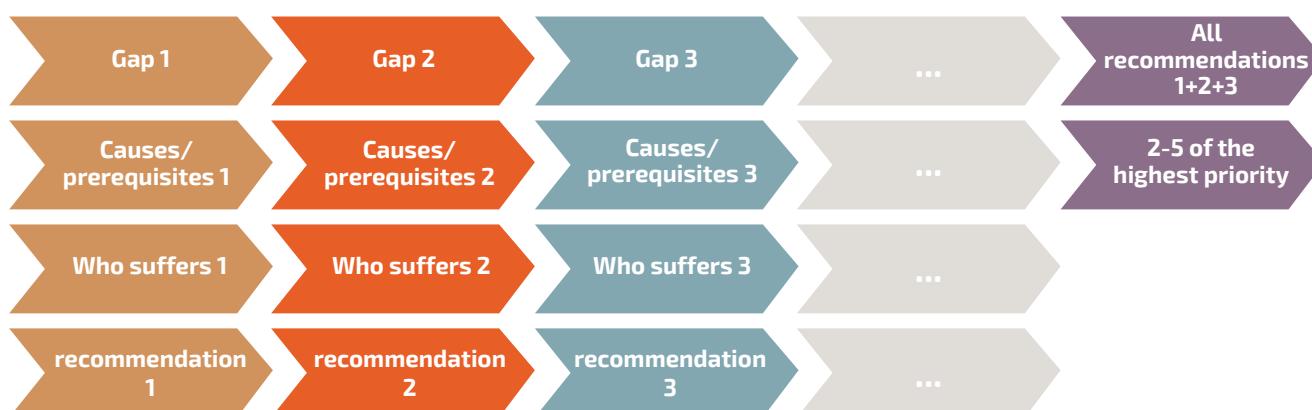 Gap 1
Gap 2
Gap 3
...
All
recommendations
1+2+3
Causes/
prerequisites 1
Causes/
prerequisites 2
Causes/
prerequisites 3
...
2-5 of the
highest priority
Who suffers 1
Who suffers 2
Who suffers 3
...
recommendation
1
recommendation
2
recommendation
3
...